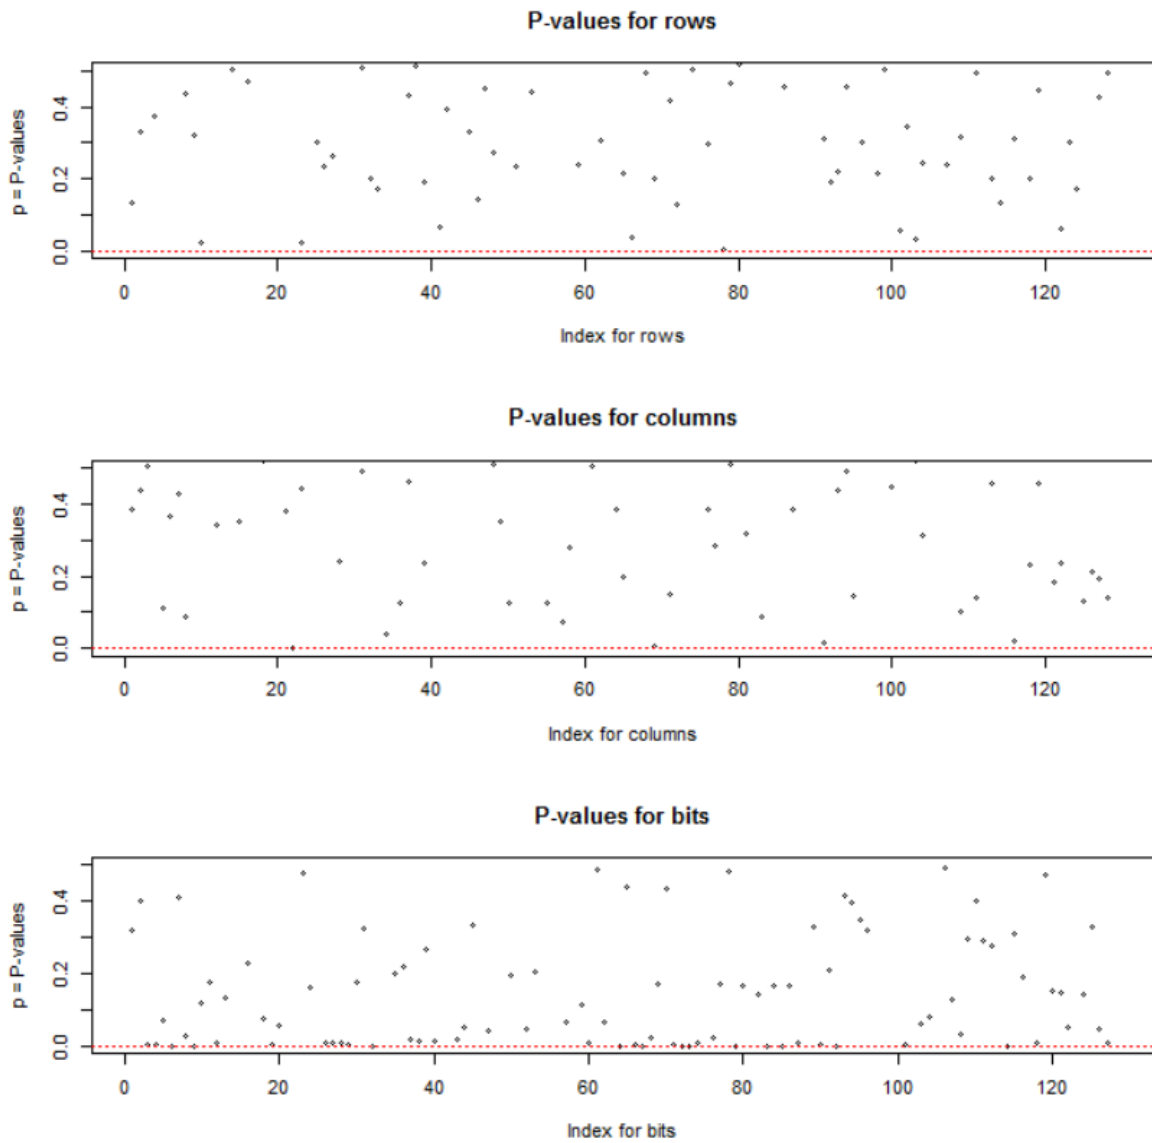 P-values for rows
p = P-values
0.4
0.2
0.0
0 20 40 60 80 100 120
Index for rows
P-values for columns
p = P-values
0.4
0.2
0.0
0 20 40 60 80 100 120
Index for columns
P-values for bits
p = P-values
0.4
0.2
0.0
0 20 40 60 80 100 120
Index for bits